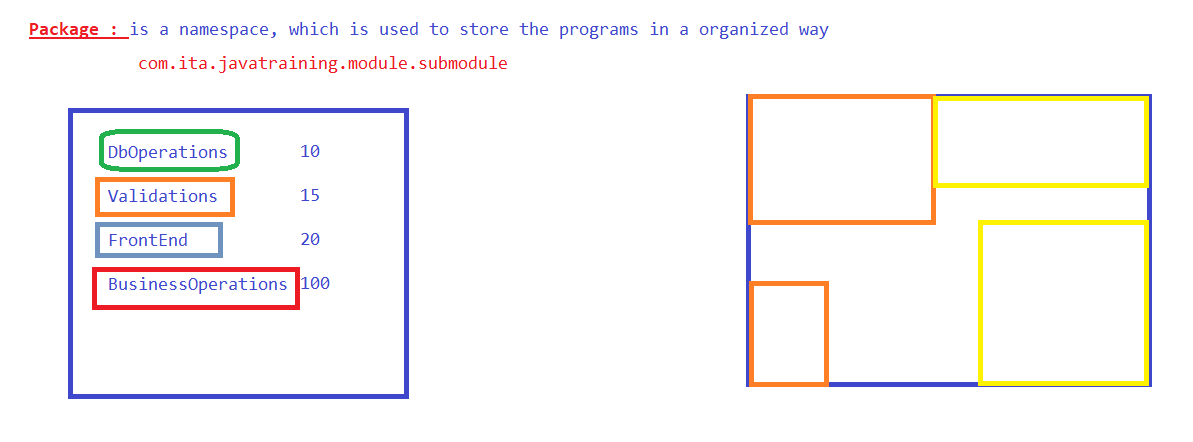 Package : is a namespace, which is used to store the programs in a organized way
com.ita.javatraining.module.submodule
DbOperations 10
Validations 15
FrontEnd 20
BusinessOperations 100